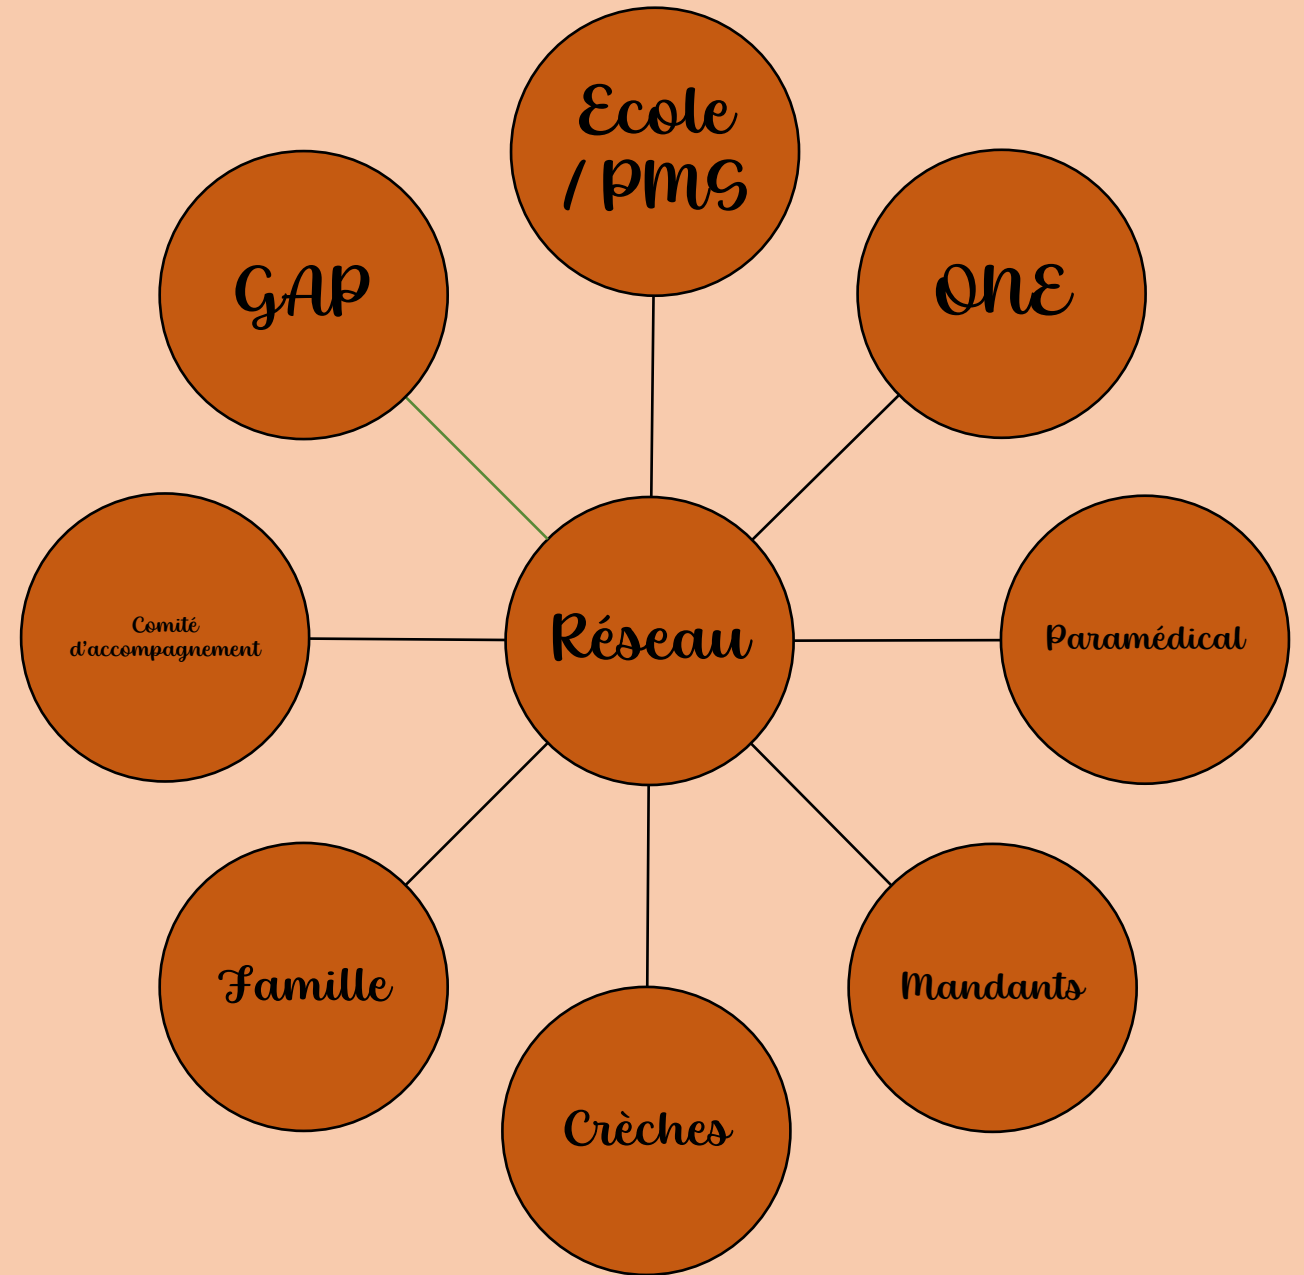 Ecole
/ PMS
GAP
ONE
Comité
d'accompagnement
Réseau
Paramédical
Famille
Mandants
Crèches